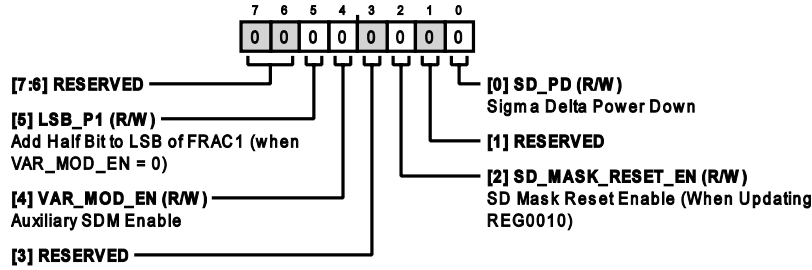 7 6 5 4 3 2 1 0
0 0 0 0 0 0 0 0
[7:6] RESERVED
[5] LSB_P1 (R/W)
Add Half Bit to LSB of FRAC1 (when
VAR_MOD_EN = 0)
[4] VAR_MOD_EN (R/W)
Auxiliary SDM Enable
[3] RESERVED
[0] SD_PD (R/W)
Sigma Delta Power Down
[1] RESERVED
[2] SD_MASK_RESET_EN (R/W)
SD Mask Reset Enable (When Updating
REG0010)